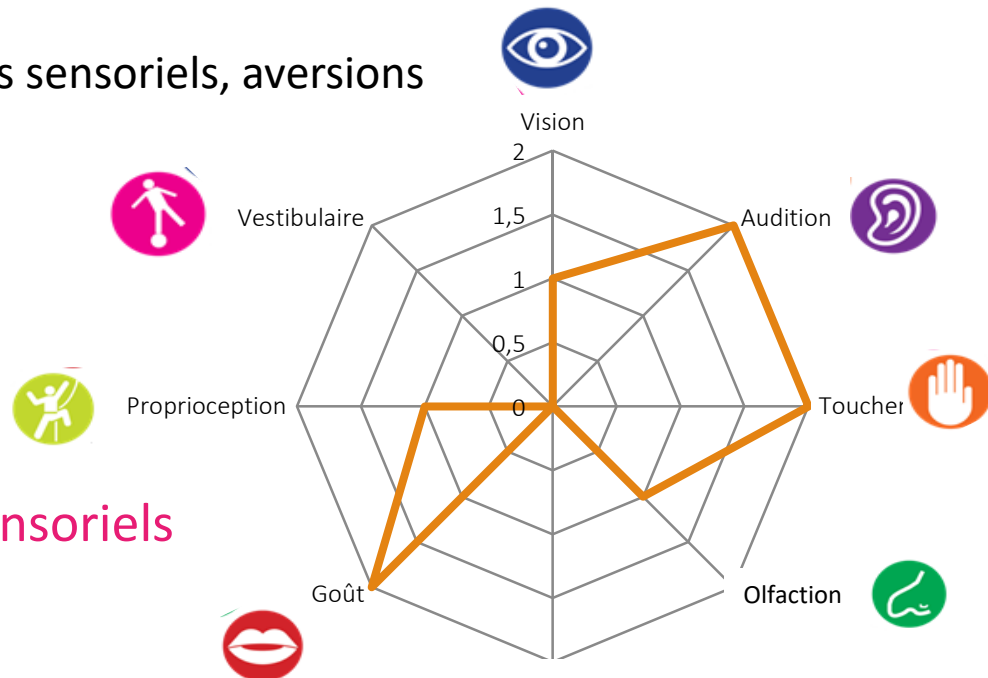 s sensoriels, aversions
Vision
2
Vestibulaire
1,5
Audition
1
0,5
Proprioception
0
Toucher
nsoriels
Goût
Olfaction